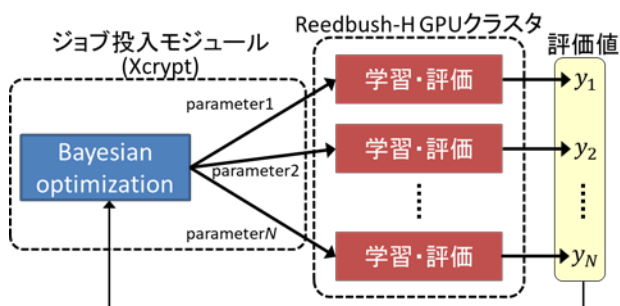 ジョブ投入モジュール
(Xcrypt)
Reedbush-H GPUクラスタ
評価値
Bayesian
optimization
parameter1
parameter2
parameterN
学習・評価
学習・評価
学習・評価
y1
y2
yN